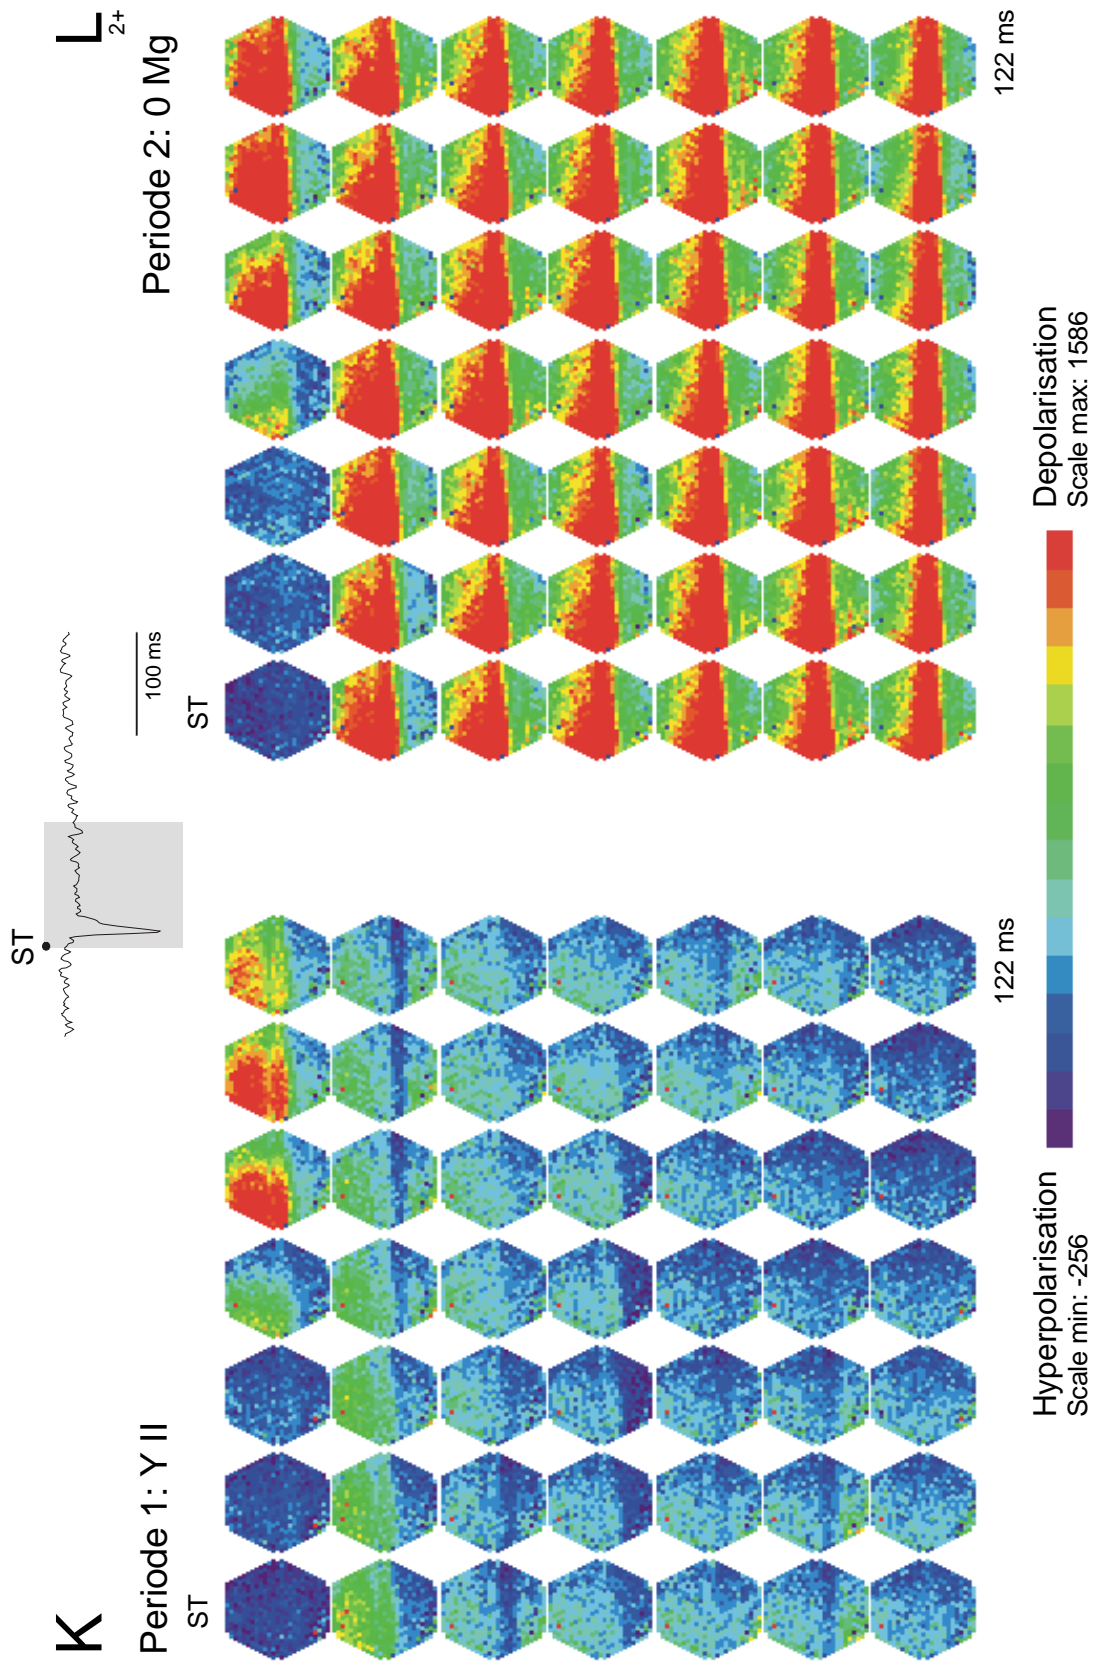 K
Periode 1: Y II
ST
122 ms
ST
100 ms
L
Periode 2: 0 Mg2+
ST
122 ms
Hyperpolarisation
Scale min: -256
Depolarisation
Scale max: 1586